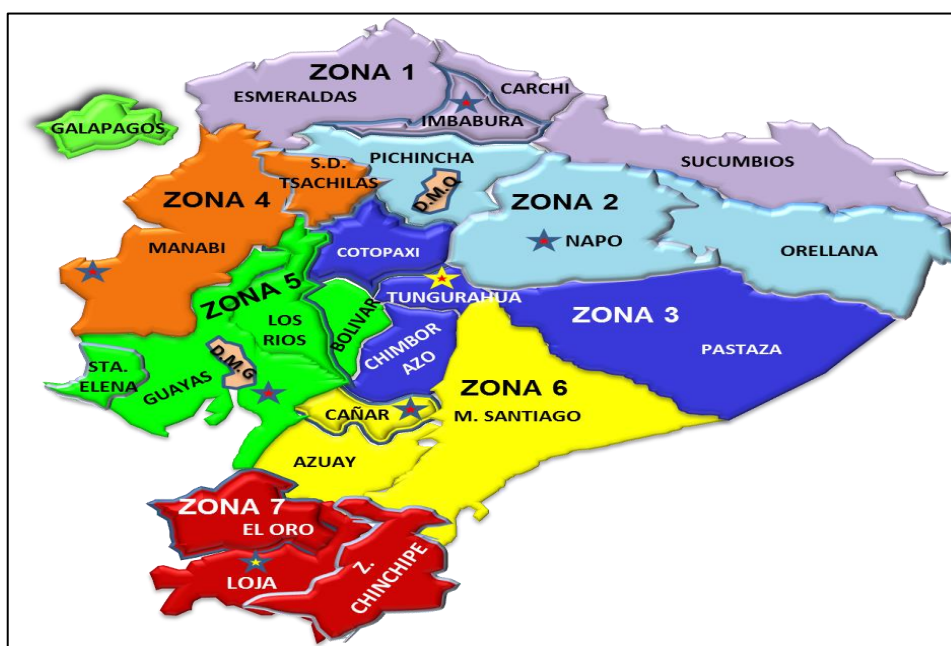 ZONA 1
ESMERALDAS
CARCHI
IMBABURA
GALAPAGOS
SUCUMBIOS
S.D.
TSACHILAS
PICHINCHA
D.M.Q
ZONA 4
MANABI
ZONA 2
NAPO
ORELLANA
COTOPAXI
TUNGURAHUA
ZONA 5
LOS
RIOS
BOLIVAR
CHIMBOR
AZO
ZONA 3
PASTAZA
STA.
ELENA
GUAYAS
D.M.G
ZONA 6
M. SANTIAGO
CAÑAR
AZUAY
ZONA 7
EL ORO
LOJA
Z.
CHINCHIPE